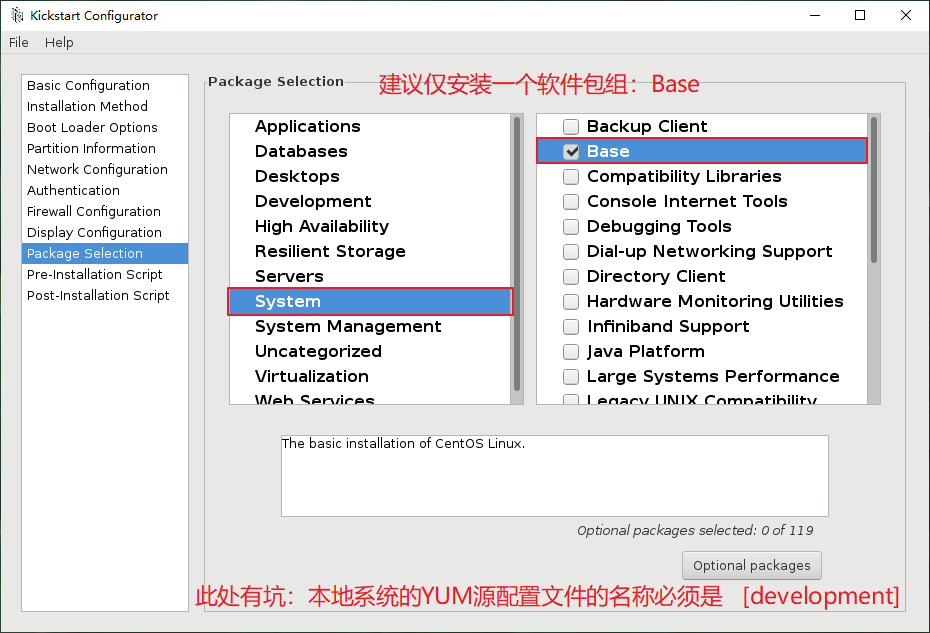 Kickstart Configurator
File Help
Basic Configuration
Installation Method
Boot Loader Options
Partition Information
Network Configuration
Authentication
Firewall Configuration
Display Configuration
Package Selection
Pre-Installation Script
Post-Installation Script
Package Selection
建议仅安装一个软件包组：Base
Applications
Databases
Desktops
Development
High Availability
Resilient Storage
Servers
System
System Management
Uncategorized
Virtualization
Web Services
Backup Client
Base
Compatibility Libraries
Console Internet Tools
Debugging Tools
Dial-up Networking Support
Directory Client
Hardware Monitoring Utilities
Infiniband Support
Java Platform
Large Systems Performance
Legacy UNIX Compatibility
The basic installation of CentOS Linux.
Optional packages selected: 0 of 119
Optional packages
此处有坑：本地系统的YUM源配置文件的名称必须是 [development]